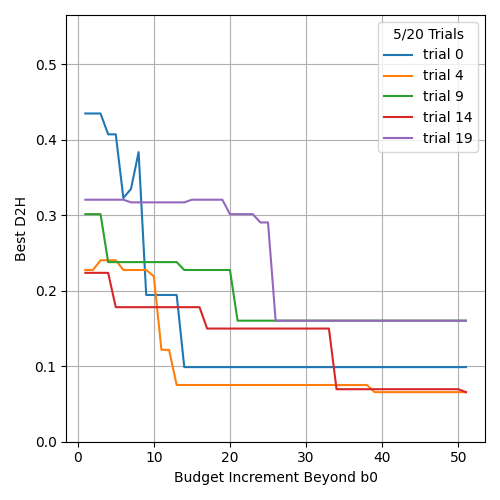 5/20 Trials
trial 0
trial 4
trial 9
trial 14
trial 19
Best D2H
0.5
0.4
0.3
0.2
0.1
0.0
0 10 20 30 40 50
Budget Increment Beyond b0